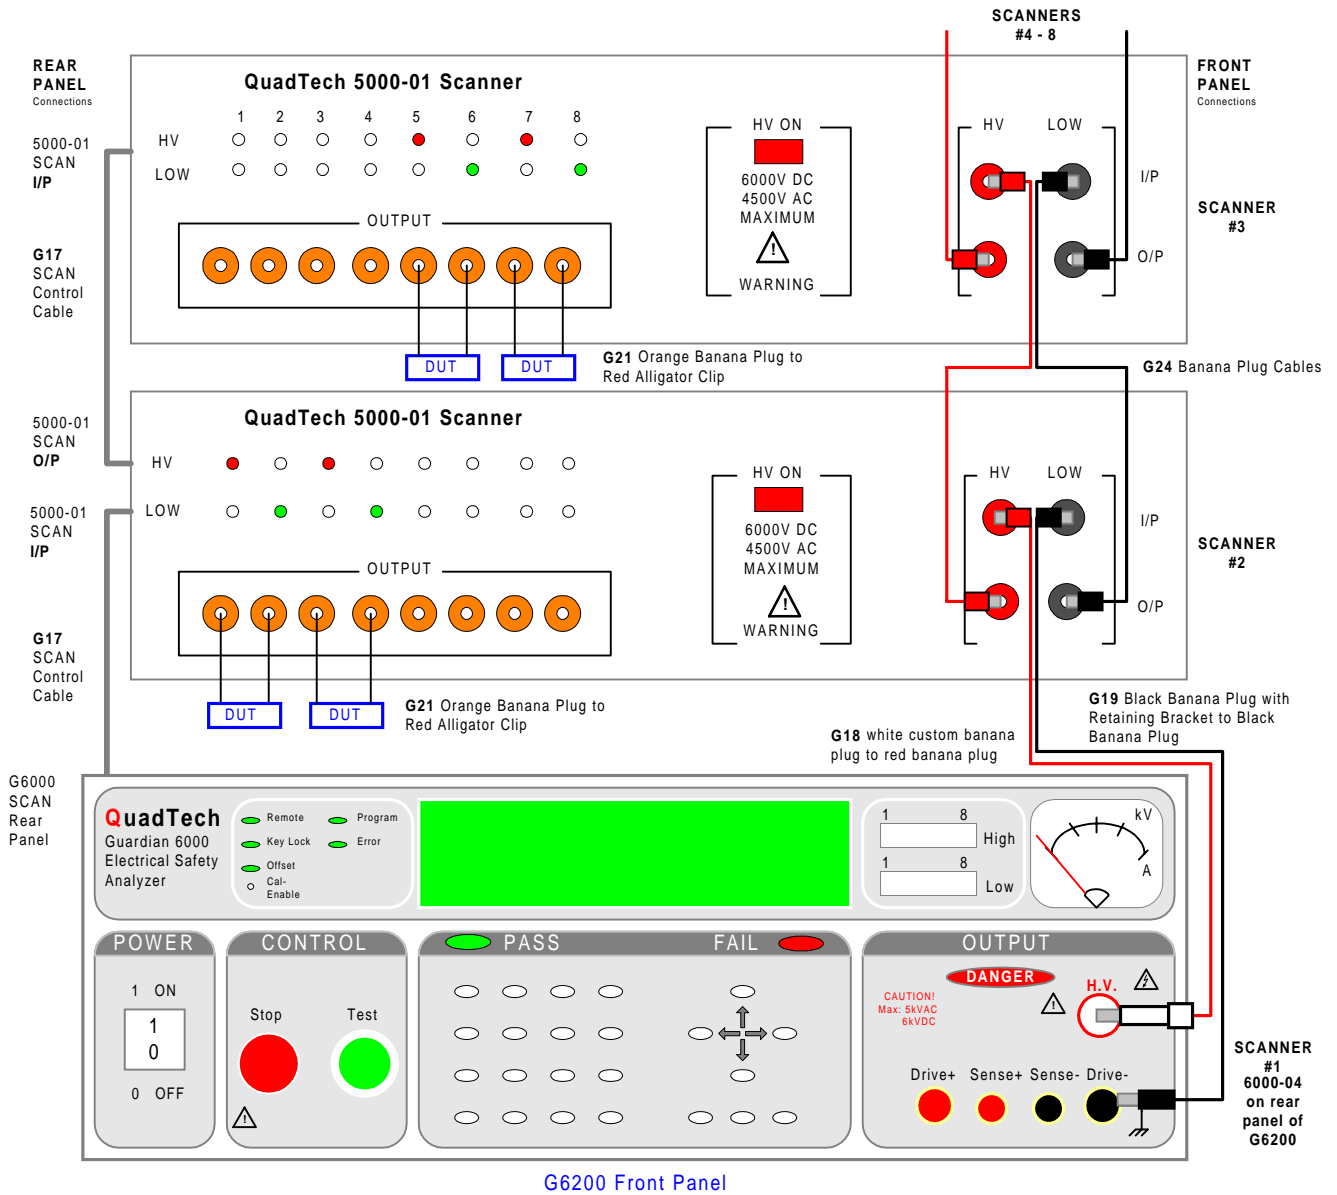 SCANNERS
#4 - 8
REAR
PANEL
Connections
QuadTech 5000-01 Scanner
FRONT
PANEL
Connections
1 2 3 4 5 6 7 8
HV
LOW
5000-01
SCAN
I/P
HV ON
6000V DC
4500V AC
MAXIMUM
!
WARNING
HV LOW
I/P
O/P
SCANNER
#3
OUTPUT
G17
SCAN
Control
Cable
DUT DUT
G21 Orange Banana Plug to
Red Alligator Clip
G24 Banana Plug Cables
QuadTech 5000-01 Scanner
5000-01
SCAN
O/P
HV
LOW
5000-01
SCAN
I/P
HV ON
6000V DC
4500V AC
MAXIMUM
!
WARNING
HV LOW
I/P
O/P
SCANNER
#2
OUTPUT
G17
SCAN
Control
Cable
DUT DUT
G21 Orange Banana Plug to
Red Alligator Clip
G18 white custom banana
plug to red banana plug
G19 Black Banana Plug with
Retaining Bracket to Black
Banana Plug
G6000
SCAN
Rear
Panel
QuadTech
Guardian 6000
Electrical Safety
Analyzer
Remote Program
Key Lock Error
Offset
Cal-
Enable
1 8
High
1 8
Low
kV
A
POWER
1 ON
1
0
0 OFF
CONTROL
Stop Test
!
PASS FAIL
OUTPUT
DANGER
CAUTION!
Max: 5kVAC
6kVDC
!
H.V.
Drive+ Sense+ Sense- Drive-
SCANNER
#1
6000-04
on rear
panel of
G6200
G6200 Front Panel